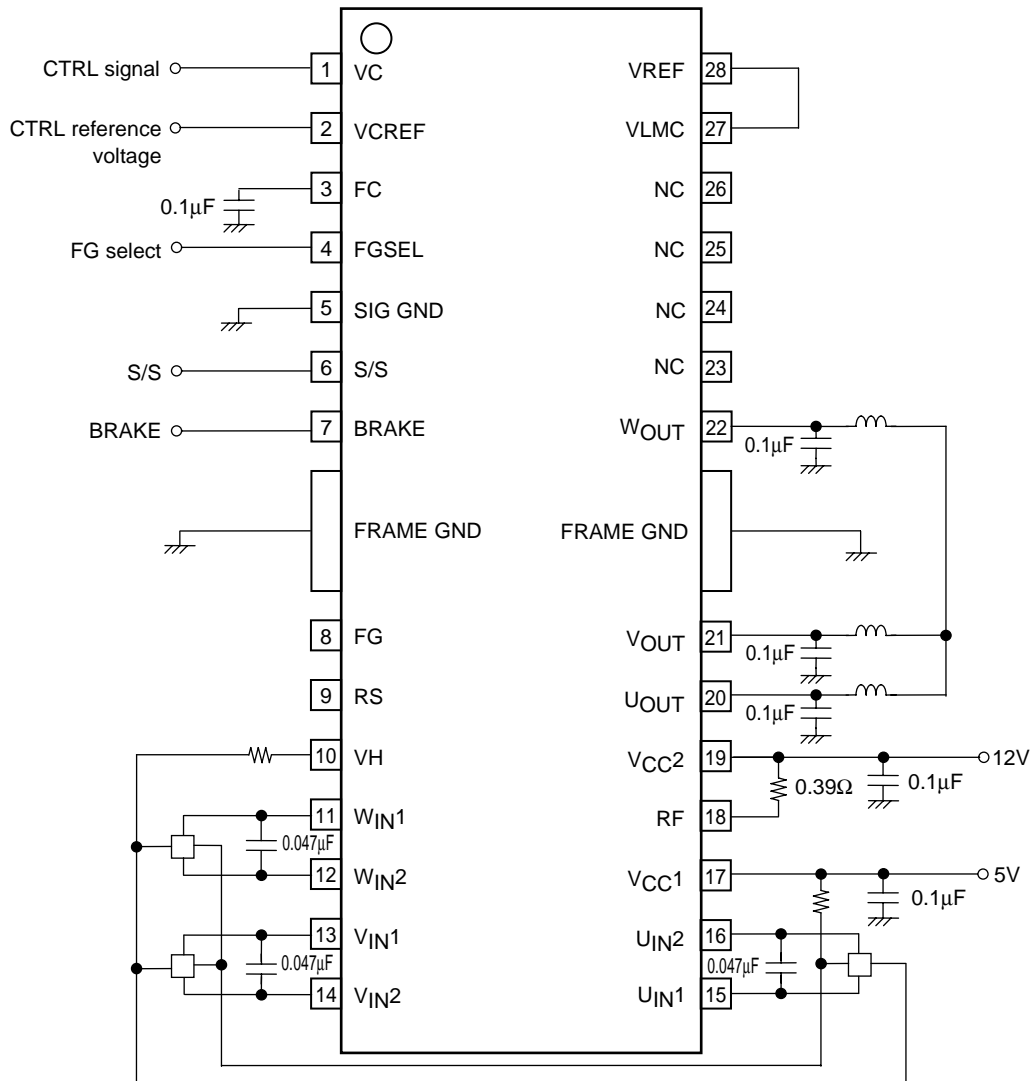 CTRL signal
1
VC
VREF
28
CTRL reference
voltage
2
VCREF
VLMC
27
0.1µF
3
FC
NC
26
FG select
4
FGSEL
NC
25
5
SIG GND
NC
24
S/S
6
S/S
NC
23
BRAKE
7
BRAKE
WOUT
22
0.1µF
FRAME GND
FRAME GND
8
FG
VOUT
21
0.1µF
9
RS
UOUT
20
0.1µF
10
VH
VCC2
19
12V
0.39Ω
0.1µF
11
WIN1
RF
18
0.047µF
12
WIN2
VCC1
17
5V
0.1µF
13
VIN1
UIN2
16
0.047µF
0.047µF
14
VIN2
UIN1
15